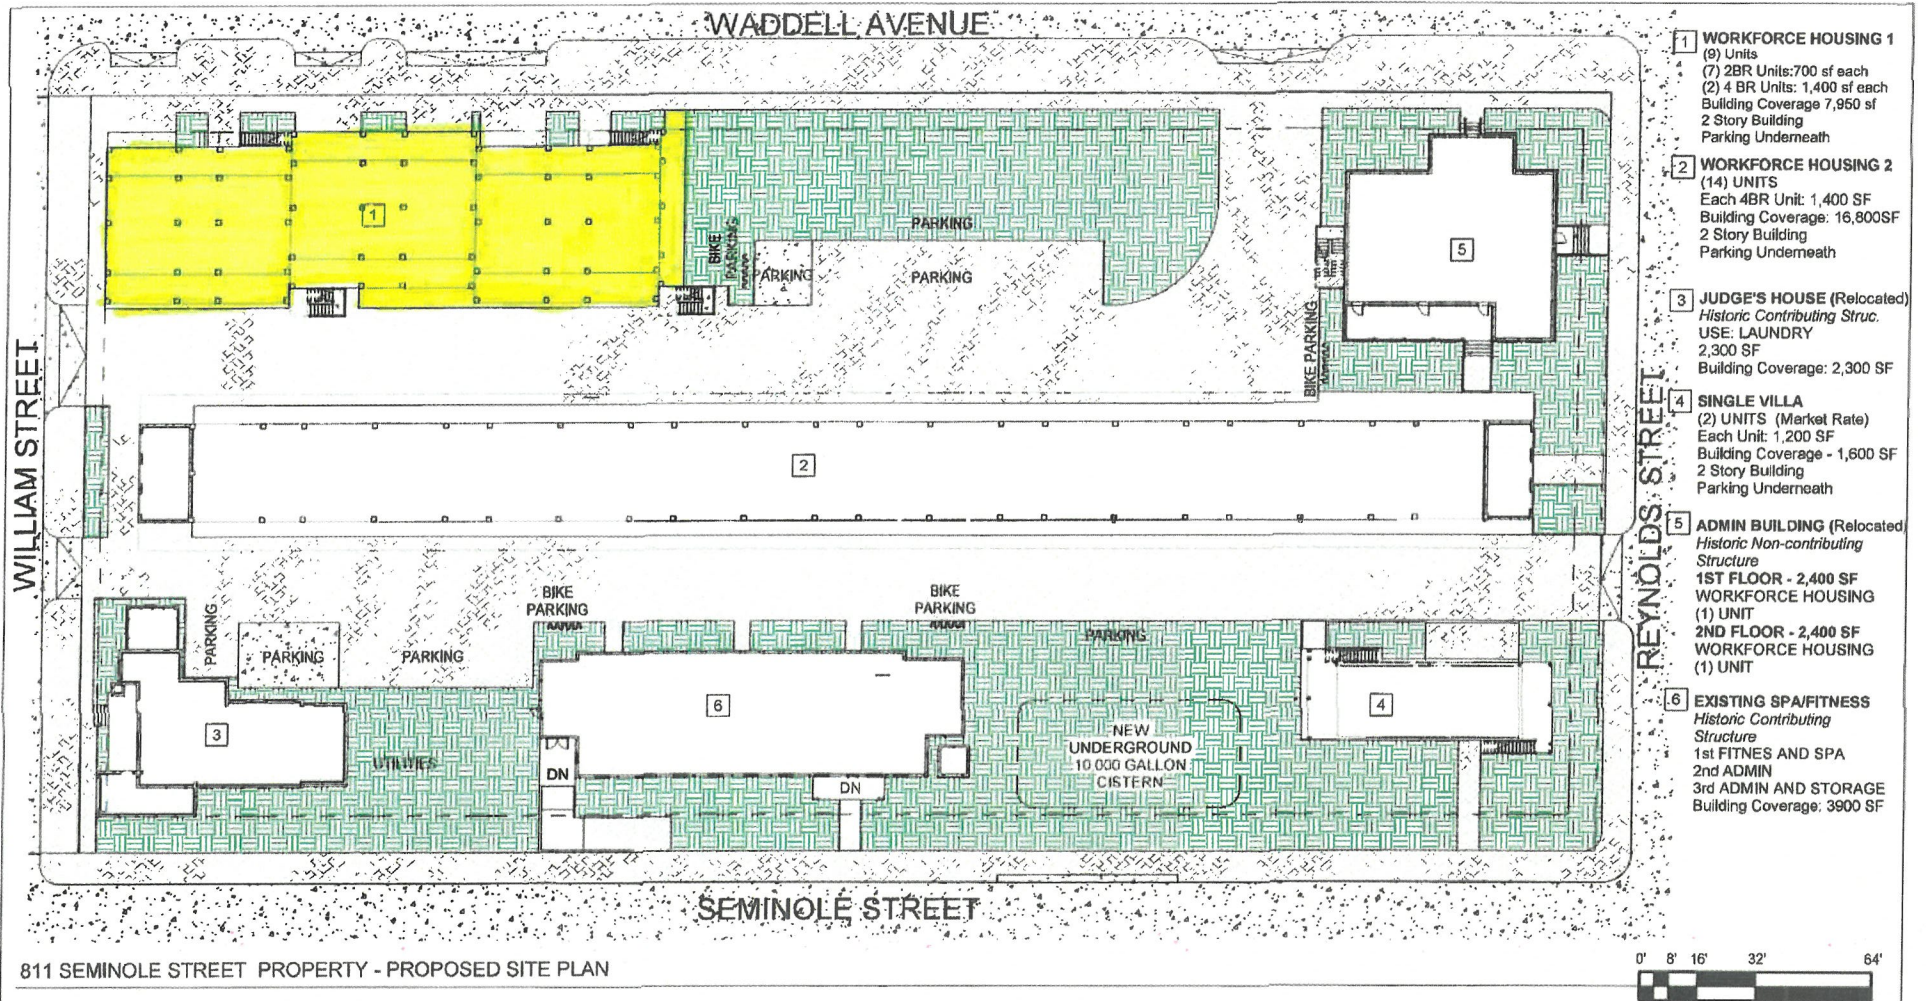 WADDELL AVENUE
1
BIKE
PARKING
PARKING
PARKING
PARKING
5
BIKE PARKING
WILLIAM STREET
REYNOLDS STREET
2
BIKE
PARKING
BIKE
PARKING
PARKING
PARKING
PARKING
PARKING
3
UTILITIES
6
DN
DN
NEW
UNDERGROUND
10 000 GALLON
CISTERN
4
SEMINOLE STREET
811 SEMINOLE STREET PROPERTY - PROPOSED SITE PLAN
1 WORKFORCE HOUSING 1
(9) Units
(7) 2BR Units:700 sf each
(2) 4 BR Units: 1,400 sf each
Building Coverage 7,950 sf
2 Story Building
Parking Underneath
2 WORKFORCE HOUSING 2
(14) UNITS
Each 4BR Unit: 1,400 SF
Building Coverage: 16,800SF
2 Story Building
Parking Underneath
3 JUDGE'S HOUSE (Relocated)
Historic Contributing Struc.
USE: LAUNDRY
2,300 SF
Building Coverage: 2,300 SF
4 SINGLE VILLA
(2) UNITS (Market Rate)
Each Unit: 1,200 SF
Building Coverage - 1,600 SF
2 Story Building
Parking Underneath
5 ADMIN BUILDING (Relocated)
Historic Non-contributing
Structure
1ST FLOOR - 2,400 SF
WORKFORCE HOUSING
(1) UNIT
2ND FLOOR - 2,400 SF
WORKFORCE HOUSING
(1) UNIT
6 EXISTING SPA/FITNESS
Historic Contributing
Structure
1st FITNES AND SPA
2nd ADMIN
3rd ADMIN AND STORAGE
Building Coverage: 3900 SF
0' 8' 16' 32' 64'